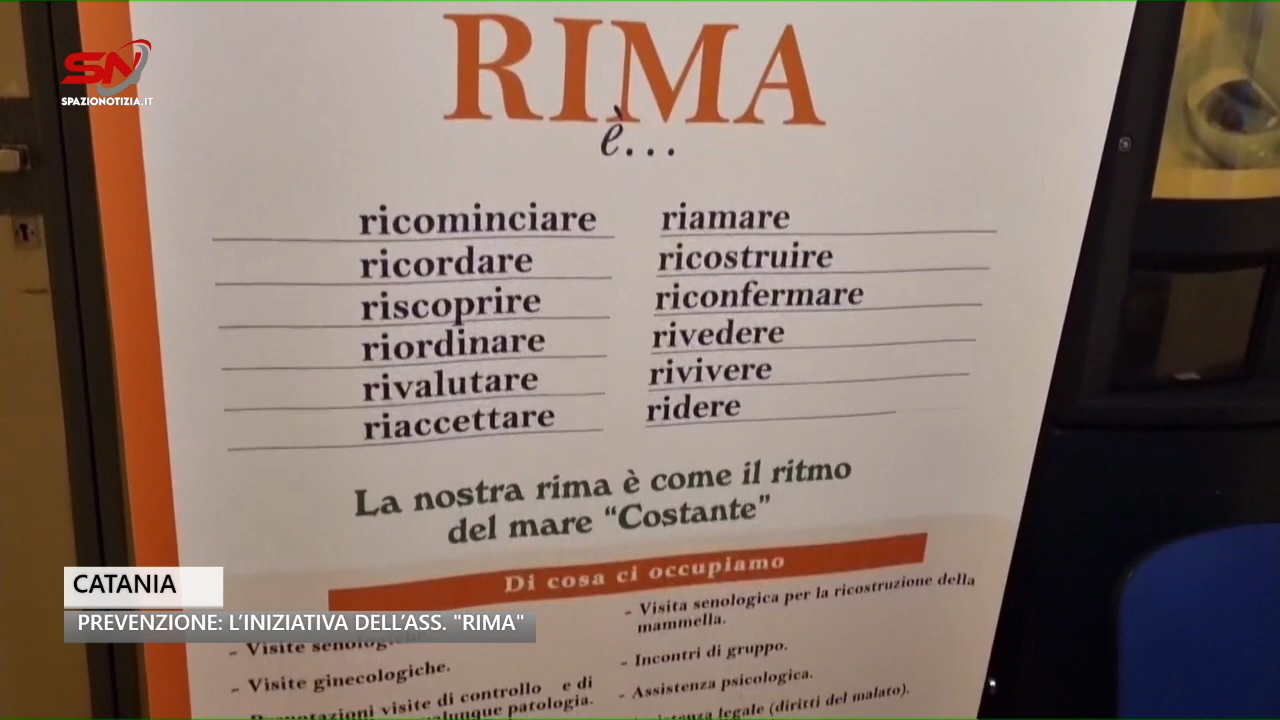 SN
SPAZIONOTIZIA.IT
RIMA
è...
ricominciare
ricordare
riscoprire
riordinare
rivalutare
riaccettare
riamare
ricostruire
riconfermare
rivedere
rivivere
ridere
La nostra rima è come il ritmo
del mare “Costante”
Di cosa ci occupiamo
CATANIA
PREVENZIONE: L’INIZIATIVA DELL’ASS. "RIMA"
- Visite senologiche.
- Visite ginecologiche.
visite di controllo e di
qualunque patologia.
- Visita senologica per la ricostruzione della
mammella.
- Incontri di gruppo.
- Assistenza psicologica.
legale (diritti del malato).